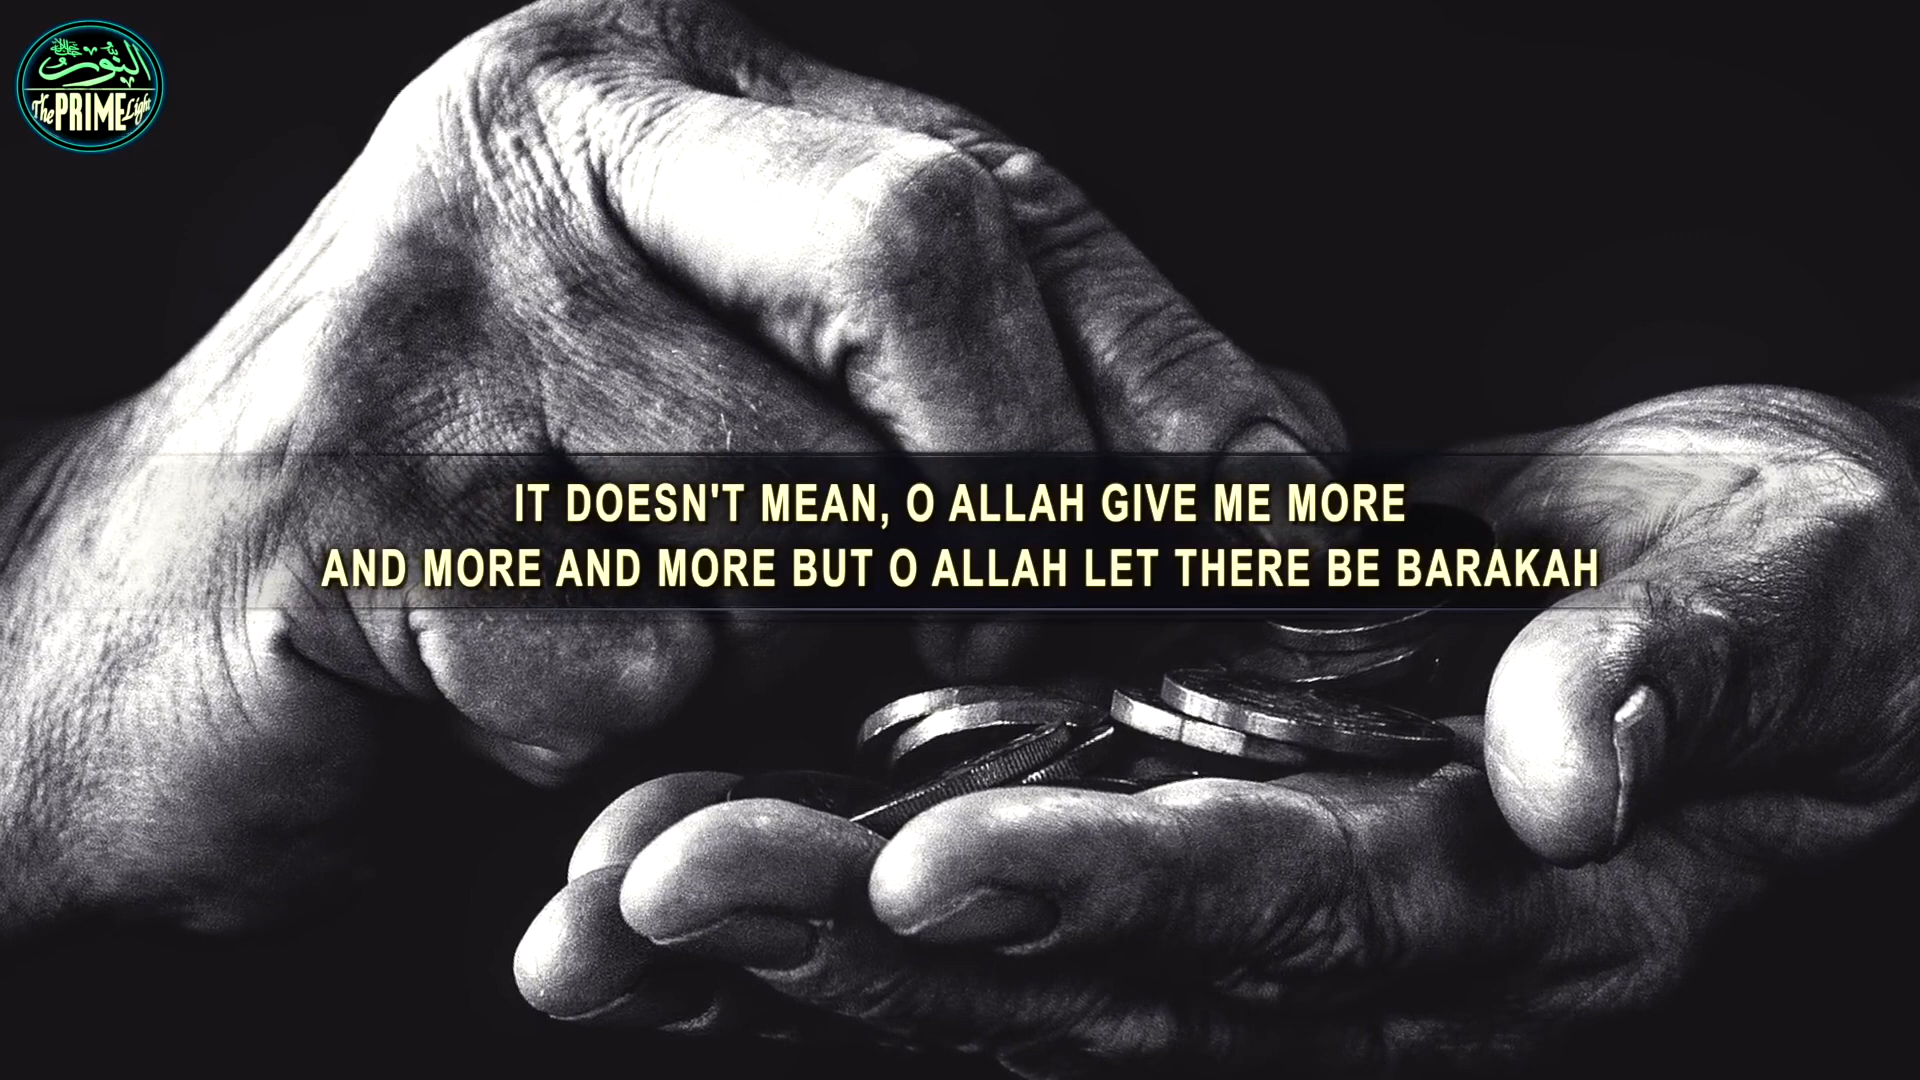 النور
The PRIME Light
IT DOESN'T MEAN, O ALLAH GIVE ME MORE
AND MORE AND MORE BUT O ALLAH LET THERE BE BARAKAH